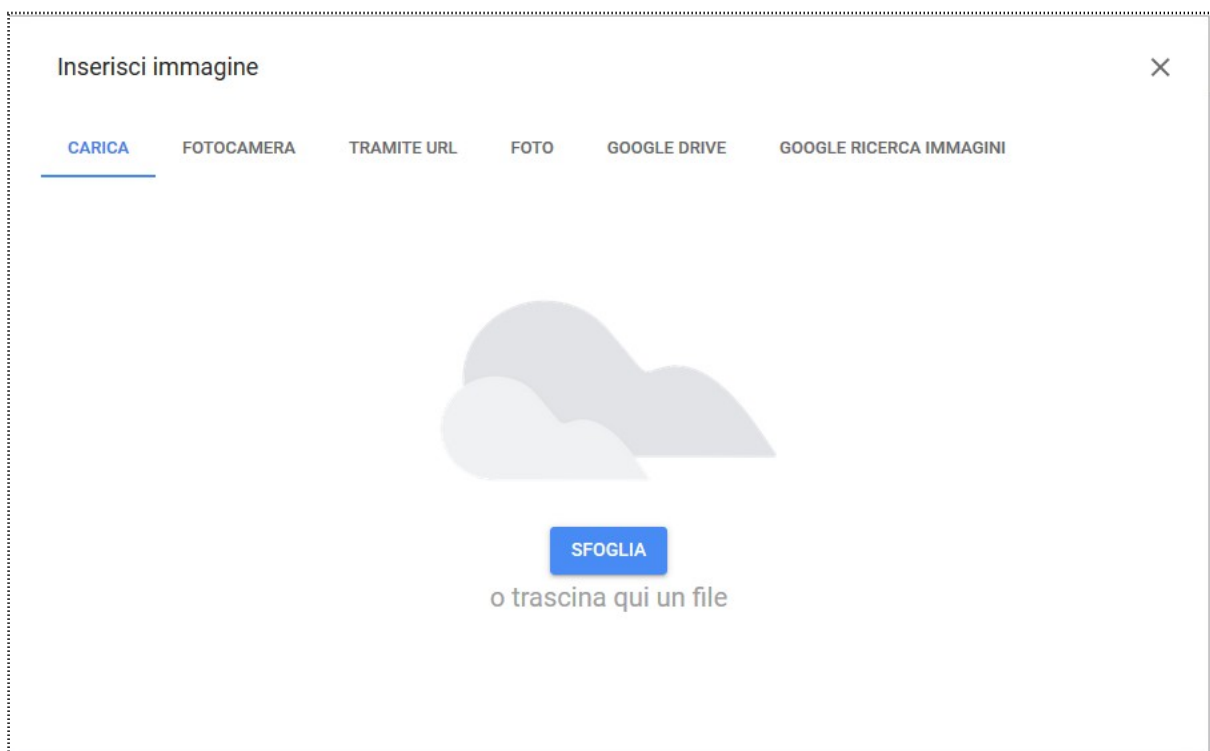 Inserisci immagine
CARICA FOTOCAMERA TRAMITE URL FOTO GOOGLE DRIVE GOOGLE RICERCA IMMAGINI
SFOGLIA
o trascina qui un file